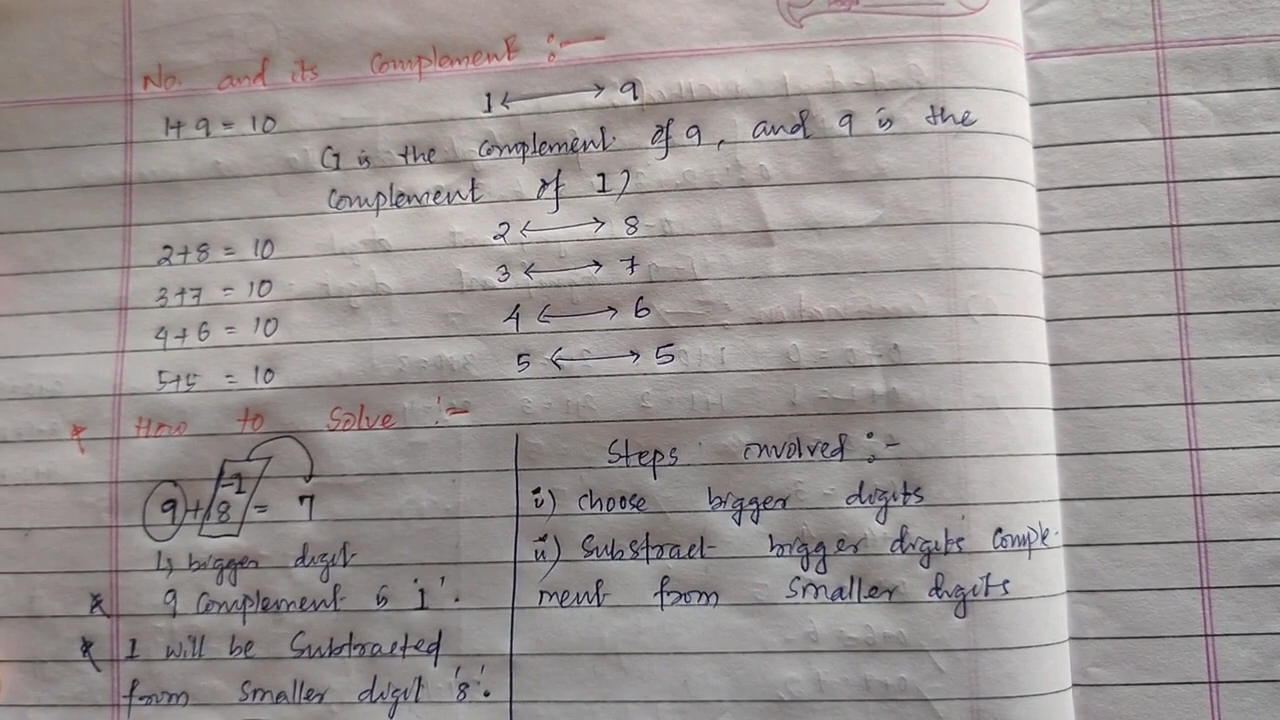 No. and its complement :-
1+9 = 10 1 ↔ 9
(1 is the complement of 9, and 9 is the
complement of 1)
2+8 = 10 2 ↔ 8
3+7 = 10 3 ↔ 7
4+6 = 10 4 ↔ 6
5+5 = 10 5 ↔ 5
* How to Solve :-
9 + 8 -1 = 7
↳ bigger digit
* 9 complement is '1'.
* 1 will be Subtracted
from smaller digit '8'.
Steps involved :-
i) choose bigger digits
ii) Substract bigger digits comple-
ment from smaller digits